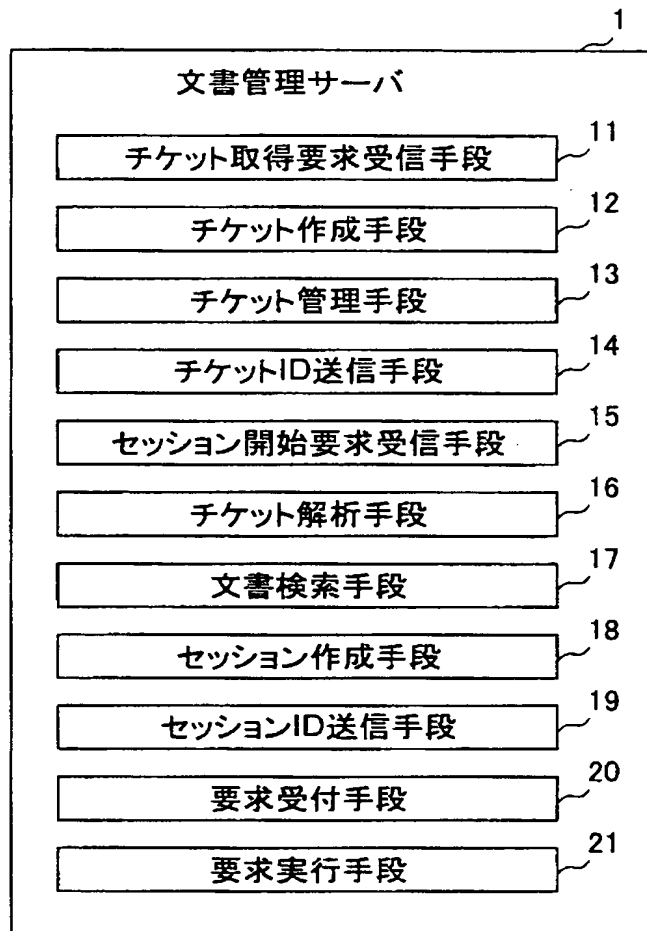 1
文書管理サーバ
チケット取得要求受信手段 11
チケット作成手段 12
チケット管理手段 13
チケットID送信手段 14
セッション開始要求受信手段 15
チケット解析手段 16
文書検索手段 17
セッション作成手段 18
セッションID送信手段 19
要求受付手段 20
要求実行手段 21